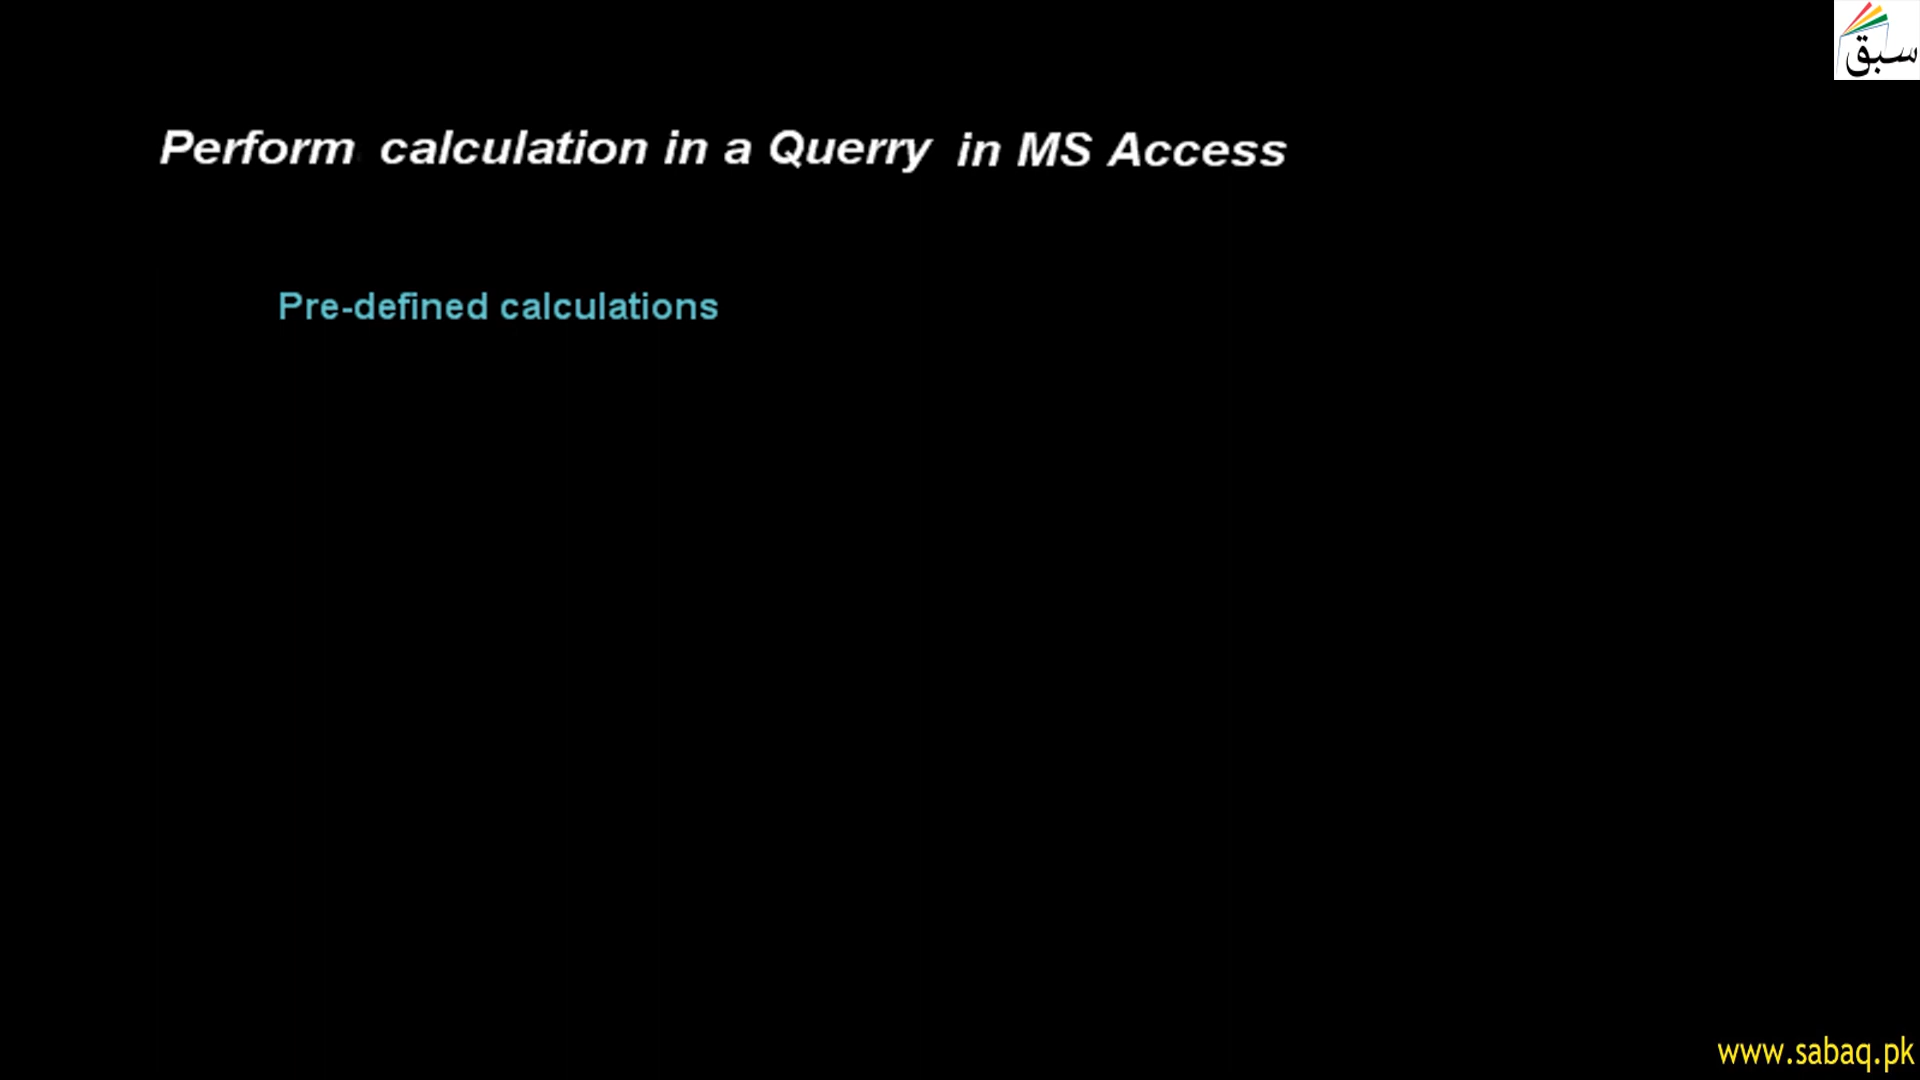 سبق
Perform calculation in a Querry in MS Access
Pre-defined calculations
www.sabaq.pk